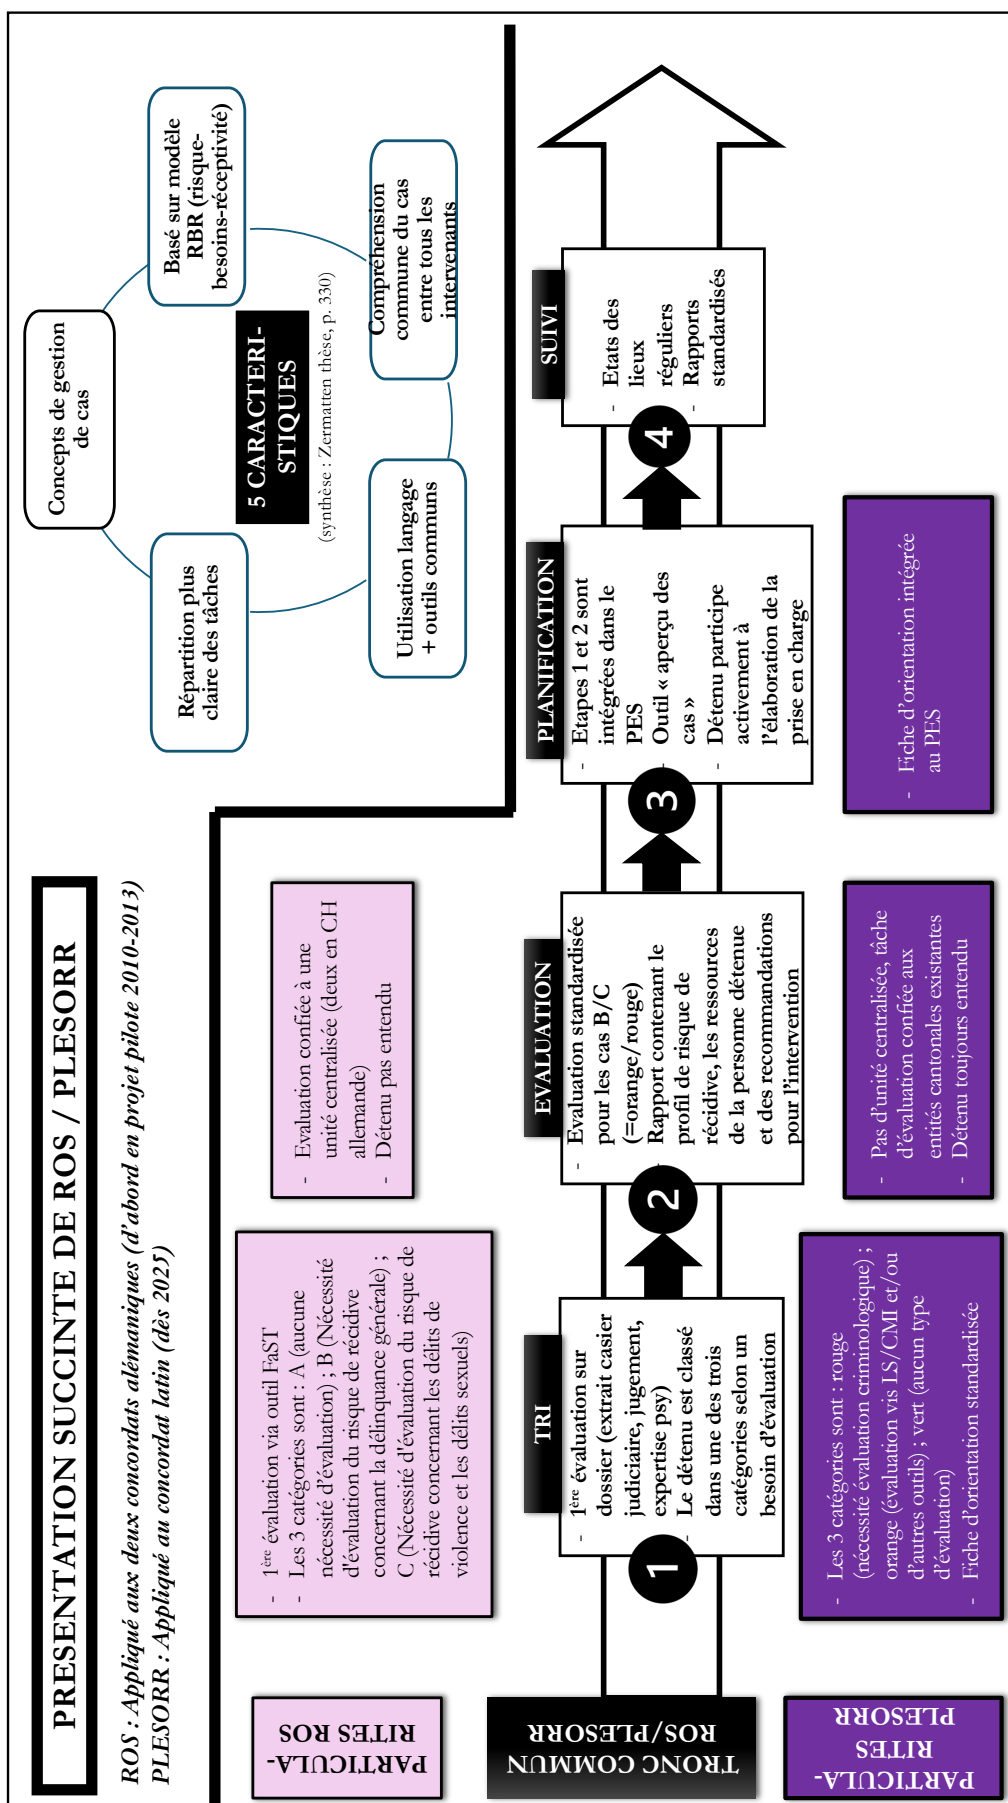 PRESENTATION SUCCINTE DE ROS / PLESORR
ROS : Appliqué aux deux concordats alémaniques (d'abord en projet pilote 2010-2013)
PLESORR : Appliqué au concordat latin (dès 2025)
Concepts de gestion
de cas
Basé sur modèle
RBR (risque-
besoins-réceptivité)
Compréhension
commune du cas
entre tous les
intervenants
Utilisation langage
+ outils communs
Répartition plus
claire des tâches
5 CARACTERI-
STIQUES
(synthèse : Zermatten thèse, p. 330)
PARTICULA-
RITES ROS
- 1ère évaluation via outil FaST
- Les 3 catégories sont : A (aucune
nécessité d'évaluation) ; B (Nécessité
d'évaluation du risque de récidive
concernant la délinquance générale) ;
C (Nécessité d'évaluation du risque de
récidive concernant les délits de
violence et les délits sexuels)
- Evaluation confiée à une
unité centralisée (deux en CH
allemande)
- Détenu pas entendu
TRONC COMMUN
ROS/PLESORR
1
TRI
- 1ère évaluation sur
dossier (extrait casier
judiciaire, jugement,
expertise psy)
- Le détenu est classé
dans une des trois
catégories selon un
besoin d'évaluation
2
EVALUATION
- Evaluation standardisée
pour les cas B/C
(=orange/rouge)
- Rapport contenant le
profil de risque de
récidive, les ressources
de la personne détenue
et des recommandations
pour l'intervention
3
PLANIFICATION
- Etapes 1 et 2 sont
intégrées dans le
PES
- Outil « aperçu des
cas »
- Détenu participe
activement à
l'élaboration de la
prise en charge
4
SUIVI
- Etats des
lieux
réguliers
- Rapports
standardisés
PARTICULA-
RITES
PLESORR
- Les 3 catégories sont : rouge
(nécessité évaluation criminologique) ;
orange (évaluation vis LS/CMI et/ou
d'autres outils) ; vert (aucun type
d'évaluation)
- Fiche d'orientation standardisée
- Pas d'unité centralisée, tâche
d'évaluation confiée aux
entités cantonales existantes
- Détenu toujours entendu
- Fiche d'orientation intégrée
au PES